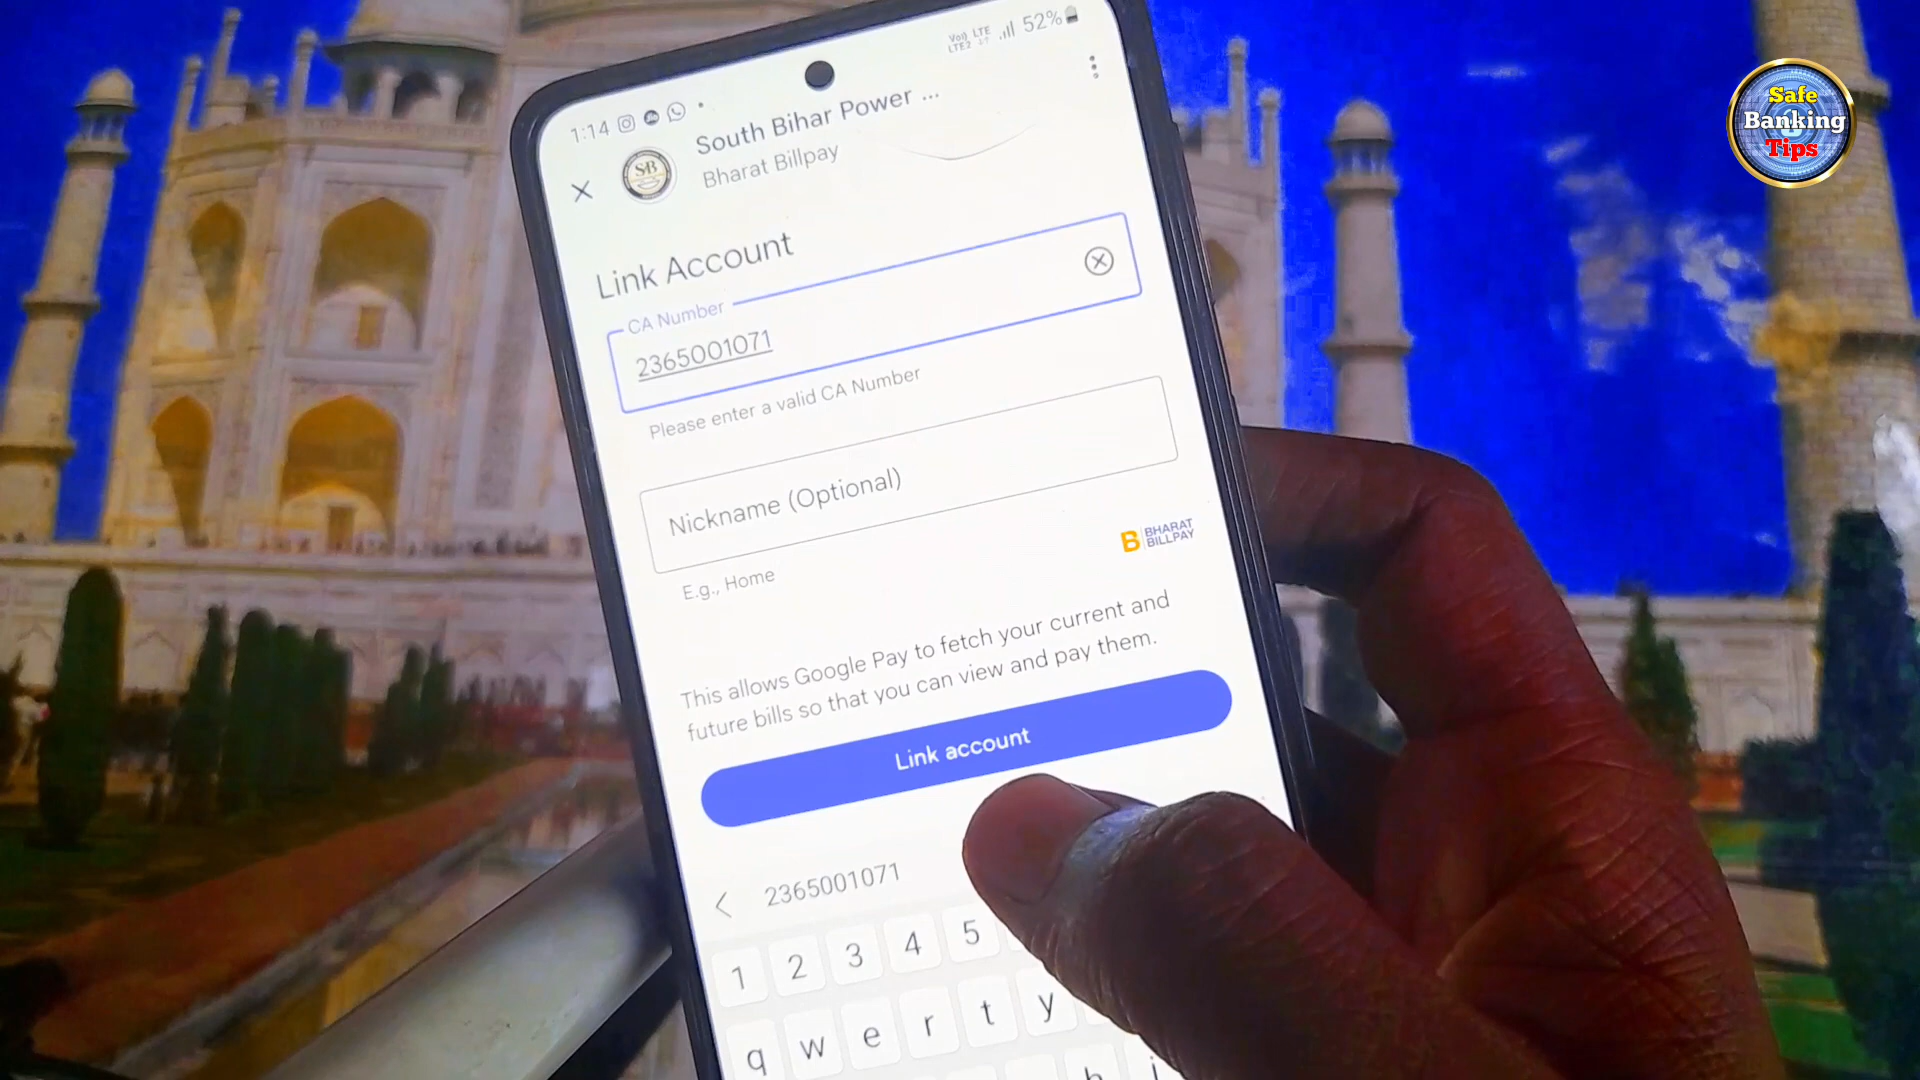 Safe
Banking
Tips
1:14
Vo)) LTE
LTE2
52%
South Bihar Power ...
Bharat Billpay
SB
Link Account
CA Number
2365001071
Please enter a valid CA Number
Nickname (Optional)
E.g., Home
B BHARAT
BILLPAY
This allows Google Pay to fetch your current and
future bills so that you can view and pay them.
Link account
2365001071
1 2 3 4 5
q w e r t y